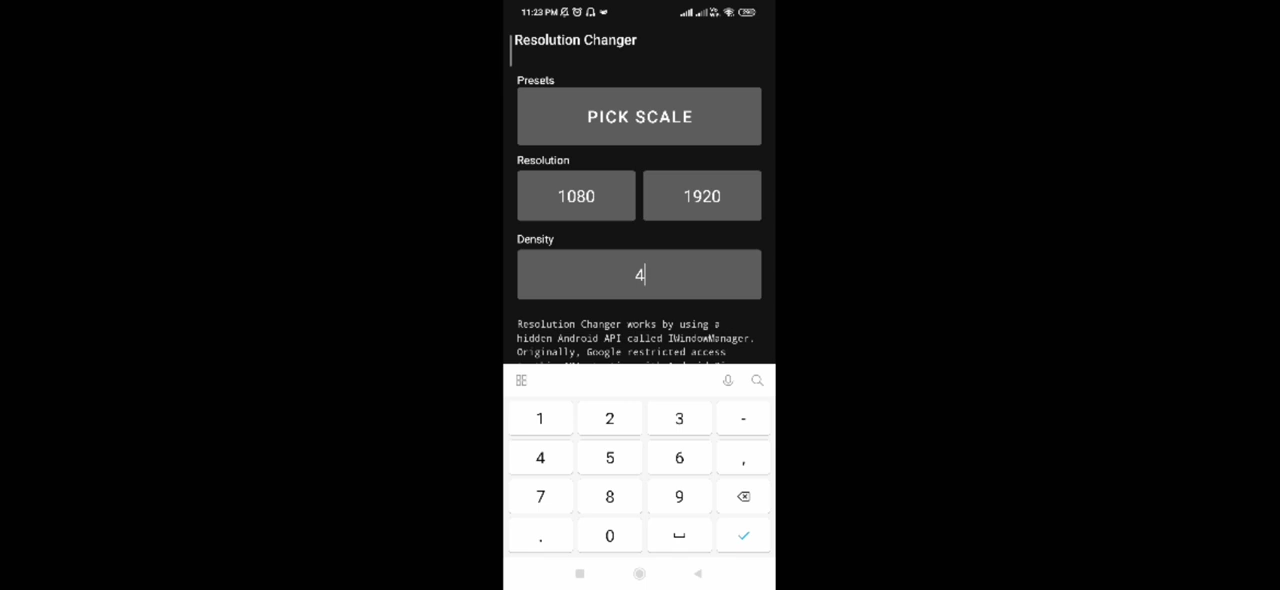 11:23 PM
Resolution Changer
Presets
PICK SCALE
Resolution
1080 1920
Density
4
Resolution Changer works by using a
hidden Android API called IWindowManager.
Originally, Google restricted access
1 2 3 -
4 5 6 ,
7 8 9
. 0